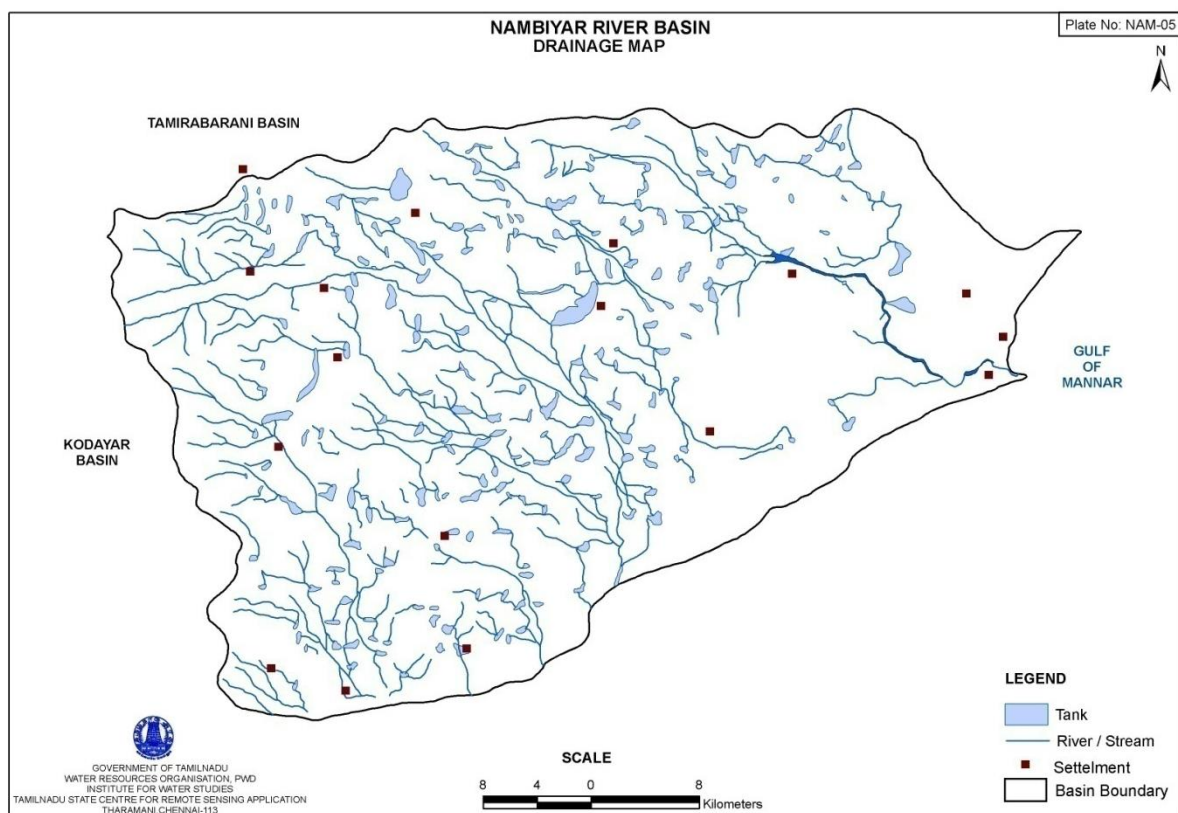 Plate No: NAM-05
NAMBIYAR RIVER BASIN
DRAINAGE MAP
N
TAMIRABARANI BASIN
GULF
OF
MANNAR
KODAYAR
BASIN
LEGEND
Tank
River / Stream
Settelment
Basin Boundary
SCALE
8 4 0 8
Kilometers
GOVERNMENT OF TAMILNADU
WATER RESOURCES ORGANISATION, PWD
INSTITUTE FOR WATER STUDIES
TAMILNADU STATE CENTRE FOR REMOTE SENSING APPLICATION
THARAMANI,CHENNAI-113